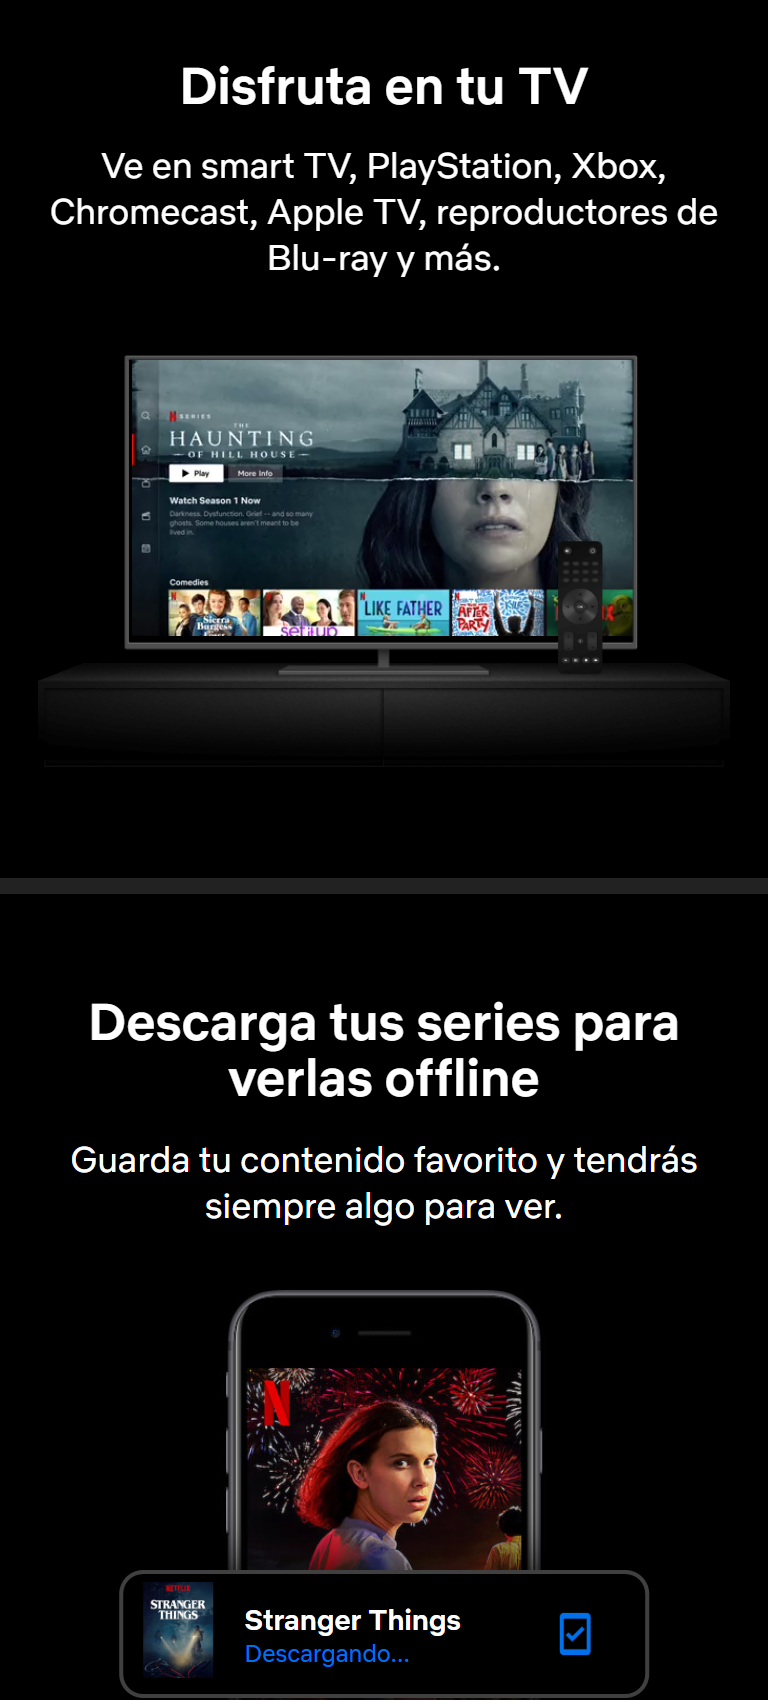 Disfruta en tu TV
Ve en smart TV, PlayStation, Xbox,
Chromecast, Apple TV, reproductores de
Blu-ray y más.
N SERIES
THE
HAUNTING
OF HILL HOUSE
Play
More Info
Watch Season 1 Now
Darkness. Dysfunction. Grief -- and so many
ghosts. Some houses aren't meant to be
lived in.
Comedies
Sierra
Burgess
set it up
LIKE FATHER
AFTER
PARTY
Descarga tus series para
verlas offline
Guarda tu contenido favorito y tendrás
siempre algo para ver.
N
NETFLIX
STRANGER
THINGS
Stranger Things
Descargando...